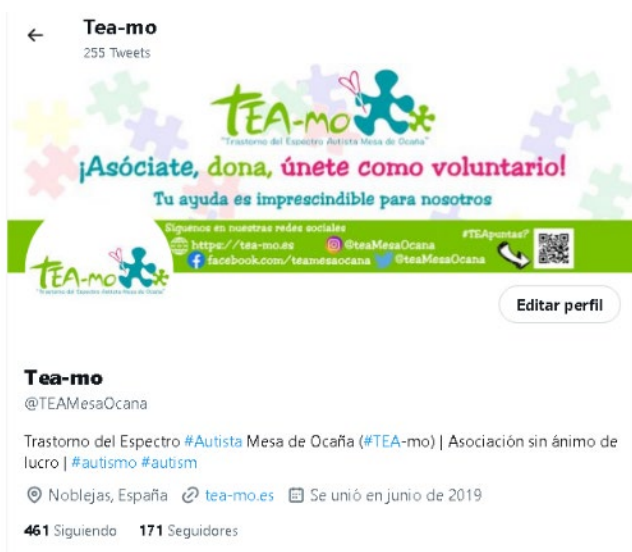 Tea-mo
255 Tweets
TEA-mo
"Trastorno del Espectro Autista Mesa de Ocaña"
¡Asóciate, dona, únete como voluntario!
Tu ayuda es imprescindible para nosotros
Síguenos en nuestras redes sociales
#TEApuntas?
https://tea-mo.es @teaMesaOcana
facebook.com/teamesaocana @teaMesaOcana
TEA-mo
"Trastorno del Espectro Autista Mesa de Ocaña"
Editar perfil
Tea-mo
@TEAMesaOcana
Trastorno del Espectro #Autista Mesa de Ocaña (#TEA-mo) | Asociación sin ánimo de
lucro | #autismo #autism
Noblejas, España tea-mo.es Se unió en junio de 2019
461 Siguiendo 171 Seguidores